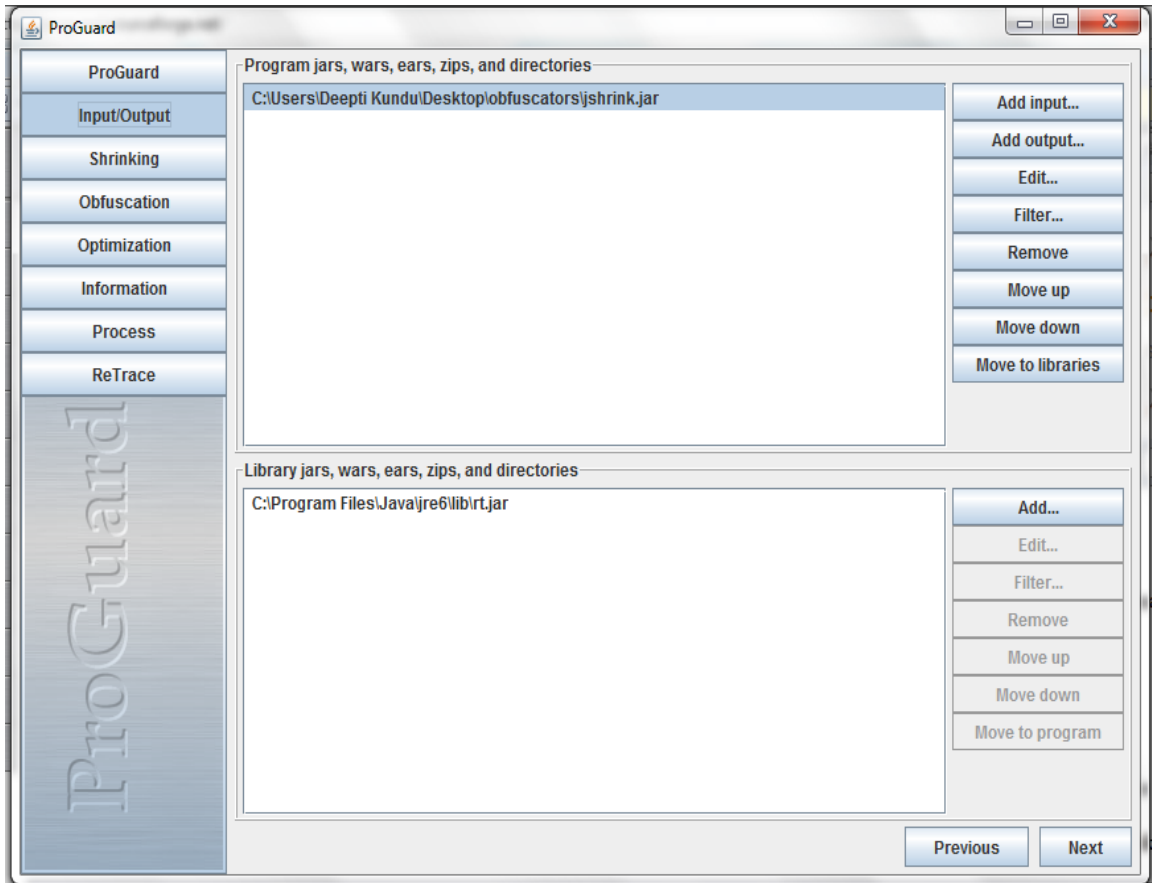 ProGuard
ProGuard
Input/Output
Shrinking
Obfuscation
Optimization
Information
Process
ReTrace
ProGuard
Program jars, wars, ears, zips, and directories
C:\Users\Deepti Kundu\Desktop\obfuscators\jshrink.jar
Add input...
Add output...
Edit...
Filter...
Remove
Move up
Move down
Move to libraries
Library jars, wars, ears, zips, and directories
C:\Program Files\Java\jre6\lib\rt.jar
Add...
Edit...
Filter...
Remove
Move up
Move down
Move to program
Previous
Next